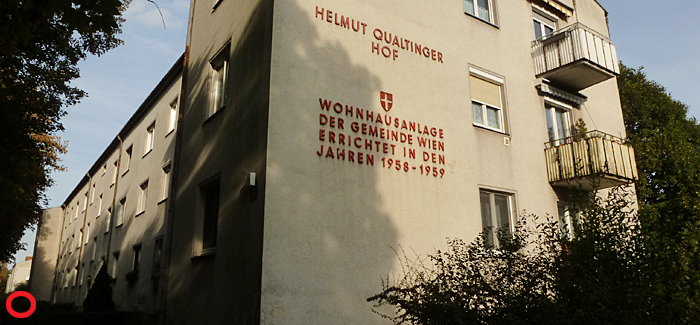 HELMUT QUALTINGER
HOF
WOHNHAUSANLAGE
DER GEMEINDE WIEN
ERRICHTET IN DEN
JAHREN 1958-1959